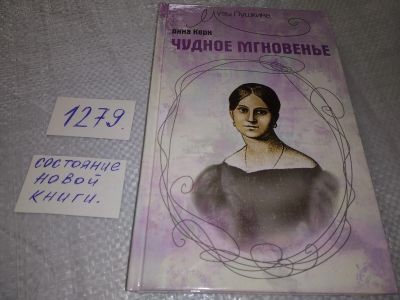 Музы Пушкина
Анна Керн
ЧУДНОЕ МГНОВЕНЬЕ
1279.
состояние
новой
книги.